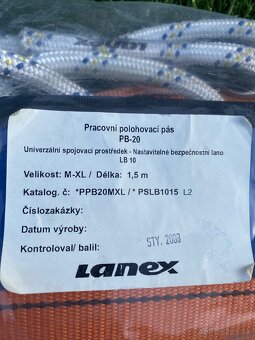 Pracovní polohovací pás
PB-20
Univerzální spojovací prostředek - Nastavitelné bezpečnostní lano
LB 10
Velikost: M-XL / Délka: 1,5 m
Katalog. č: *PPB20MXL / * PSLB1015 L2
Číslozakázky:
Datum výroby:
STY. 2003
Kontroloval/ balil:
Lanex